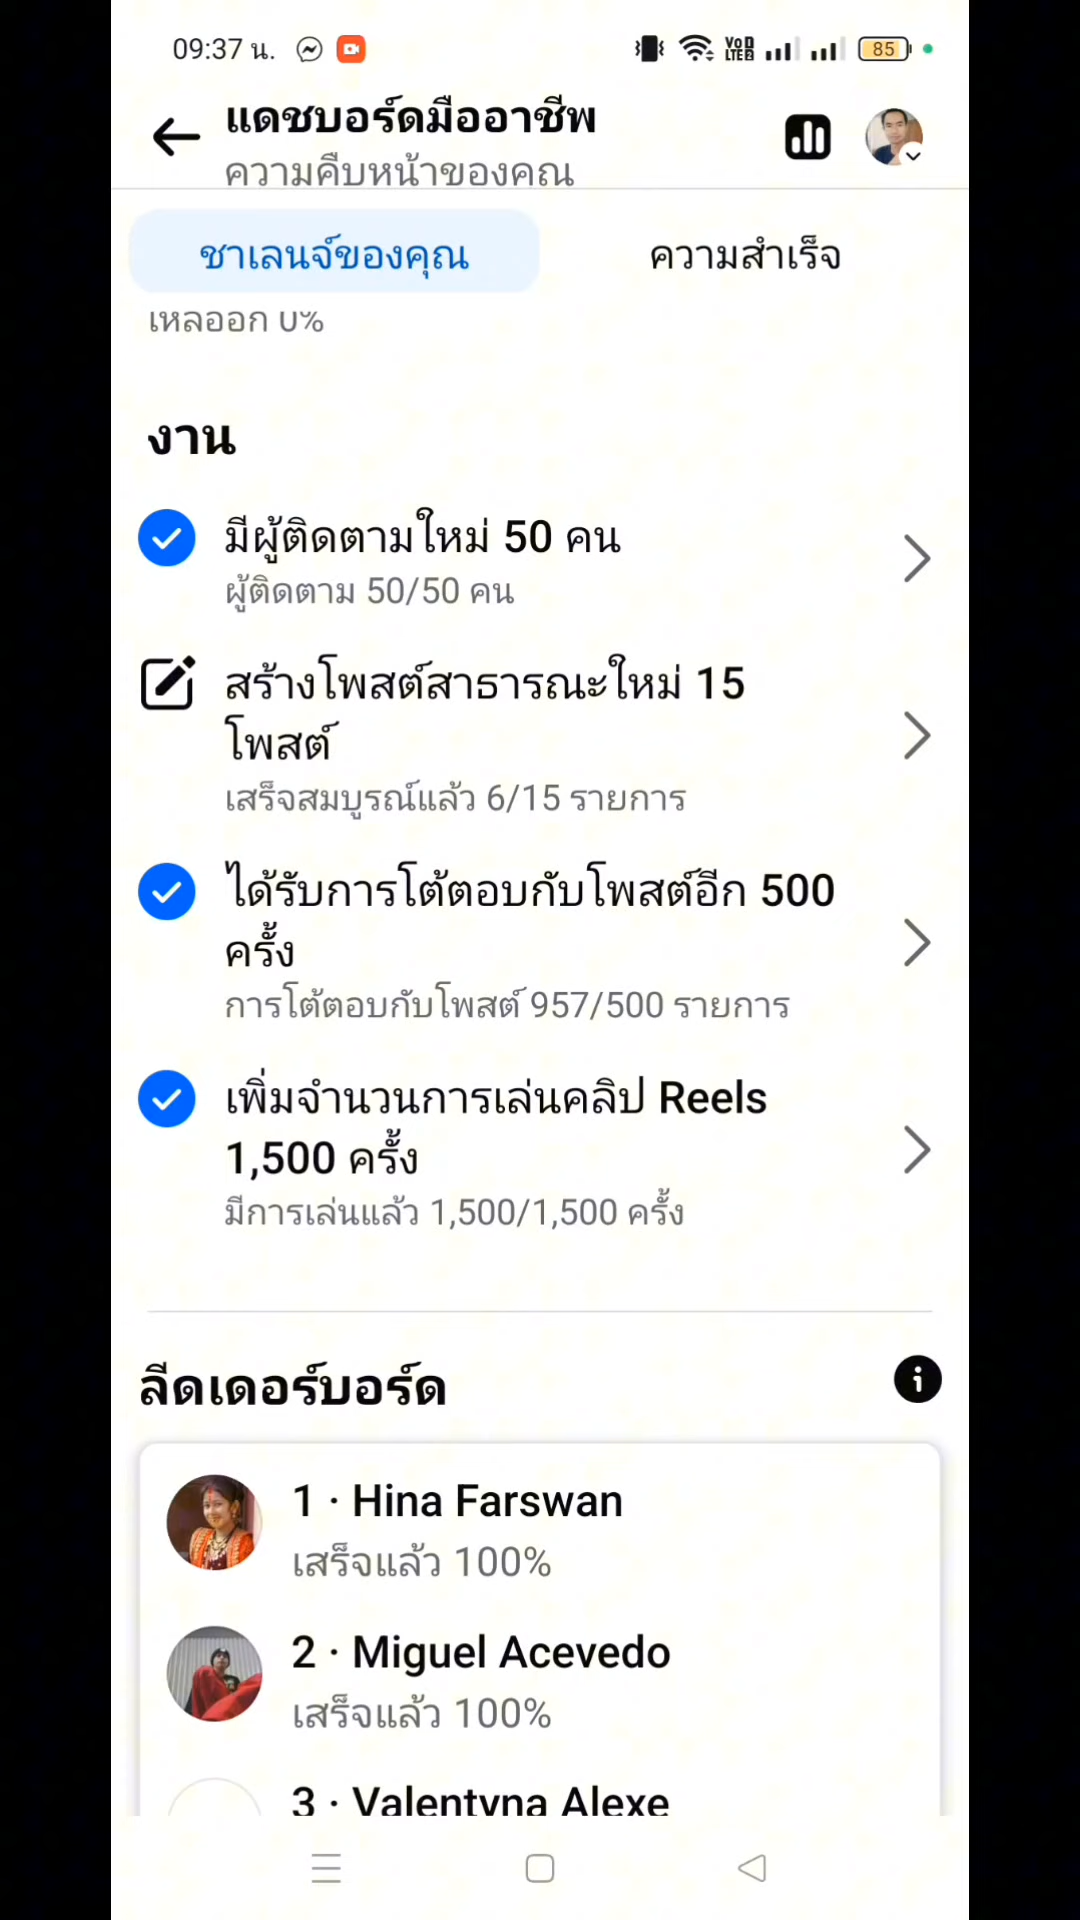 09:37 น.
VoD
LTE2
85
แดชบอร์ดมืออาชีพ
ความคืบหน้าของคุณ
ชาเลนจ์ของคุณ
ความสำเร็จ
งาน
มีผู้ติดตามใหม่ 50 คน
ผู้ติดตาม 50/50 คน
สร้างโพสต์สาธารณะใหม่ 15
โพสต์
เสร็จสมบูรณ์แล้ว 6/15 รายการ
ได้รับการโต้ตอบกับโพสต์อีก 500
ครั้ง
การโต้ตอบกับโพสต์ 957/500 รายการ
เพิ่มจำนวนการเล่นคลิป Reels
1,500 ครั้ง
มีการเล่นแล้ว 1,500/1,500 ครั้ง
ลีดเดอร์บอร์ด
1 · Hina Farswan
เสร็จแล้ว 100%
2 · Miguel Acevedo
เสร็จแล้ว 100%
3 · Valentyna Alexe